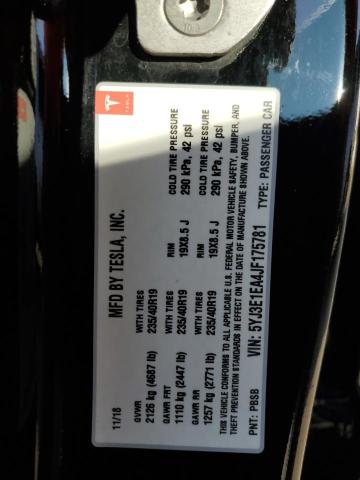 TESLA
MFD BY TESLA, INC.
11/18
GVWR
2126 kg (4687 lb)
WITH TIRES
235/40R19
RIM
19X8.5 J
COLD TIRE PRESSURE
290 kPa, 42 psi
GAWR FRT
1110 kg (2447 lb)
WITH TIRES
235/40R19
RIM
19X8.5 J
COLD TIRE PRESSURE
290 kPa, 42 psi
GAWR RR
1257 kg (2771 lb)
WITH TIRES
235/40R19
THIS VEHICLE CONFORMS TO ALL APPLICABLE U.S. FEDERAL MOTOR VEHICLE SAFETY, BUMPER, AND
THEFT PREVENTION STANDARDS IN EFFECT ON THE DATE OF MANUFACTURE SHOWN ABOVE.
PNT: PBSB
VIN: 5YJ3E1EA4JF175781
TYPE: PASSENGER CAR